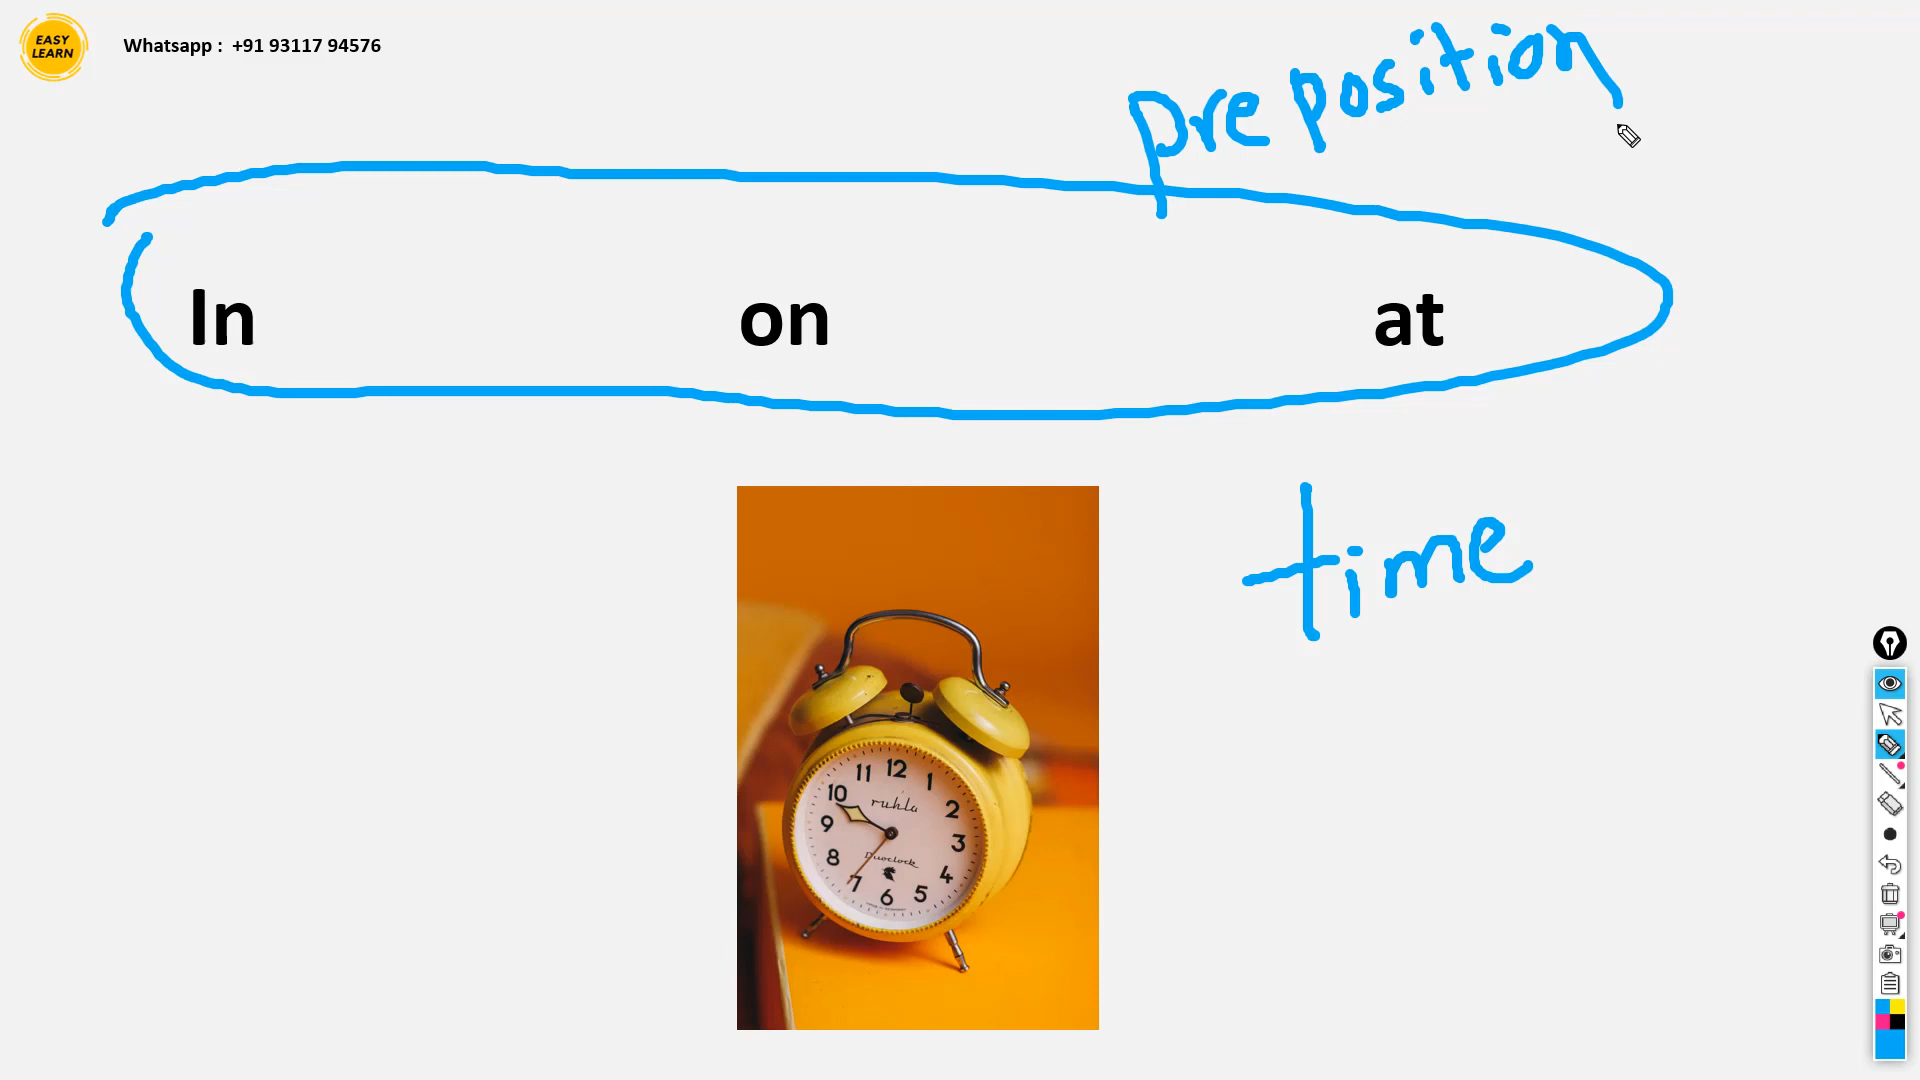 EASY
LEARN
Whatsapp : +91 93117 94576
preposition
In on at
time
12
11 1
10 2
ruhla
9 3
Duoclock
8 4
7 5
6